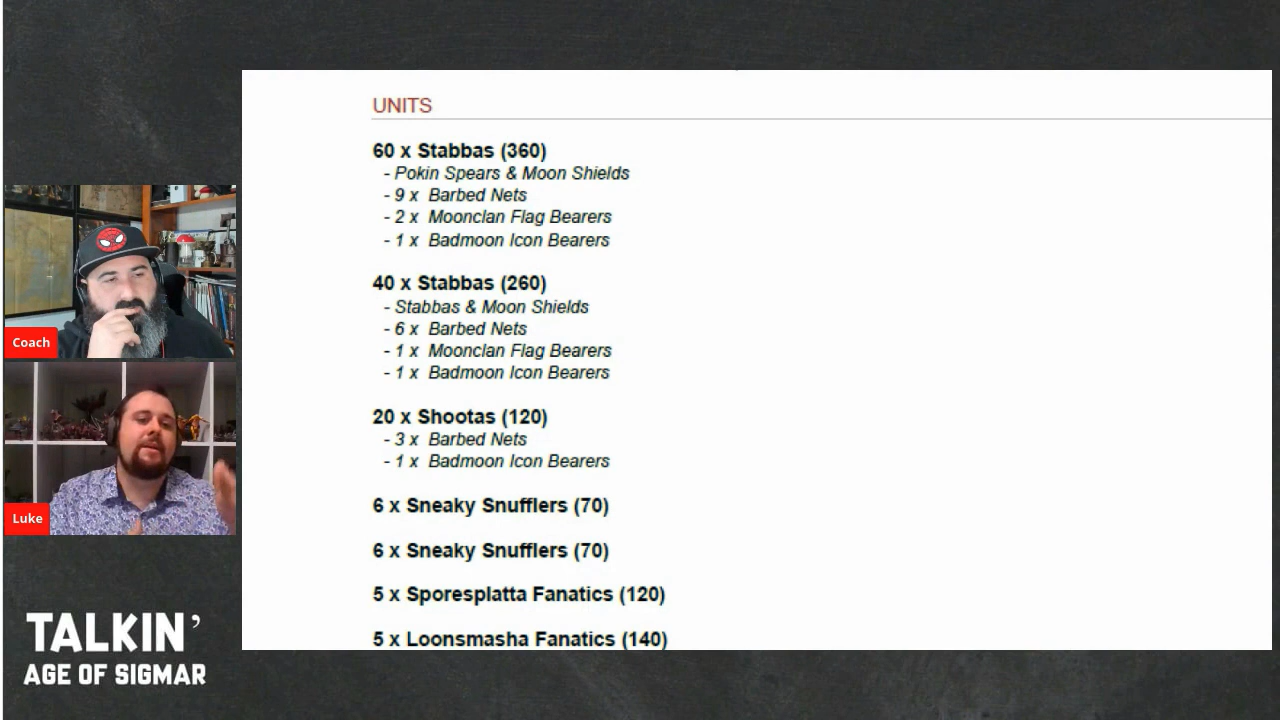 UNITS
60 x Stabbas (360)
- Pokin Spears & Moon Shields
- 9 x Barbed Nets
- 2 x Moonclan Flag Bearers
- 1 x Badmoon Icon Bearers
40 x Stabbas (260)
- Stabbas & Moon Shields
- 6 x Barbed Nets
- 1 x Moonclan Flag Bearers
- 1 x Badmoon Icon Bearers
20 x Shootas (120)
- 3 x Barbed Nets
- 1 x Badmoon Icon Bearers
6 x Sneaky Snufflers (70)
6 x Sneaky Snufflers (70)
5 x Sporesplatta Fanatics (120)
5 x Loonsmasha Fanatics (140)
Coach
Luke
TALKIN'
AGE OF SIGMAR